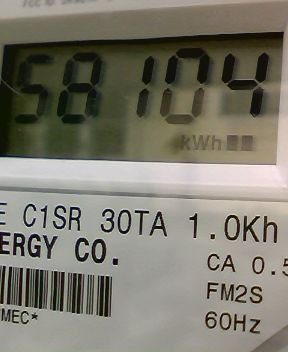 58104
kWh
E C1SR 30TA 1.0Kh
ERGY CO.
CA 0.5
FM2S
60Hz
MEC*